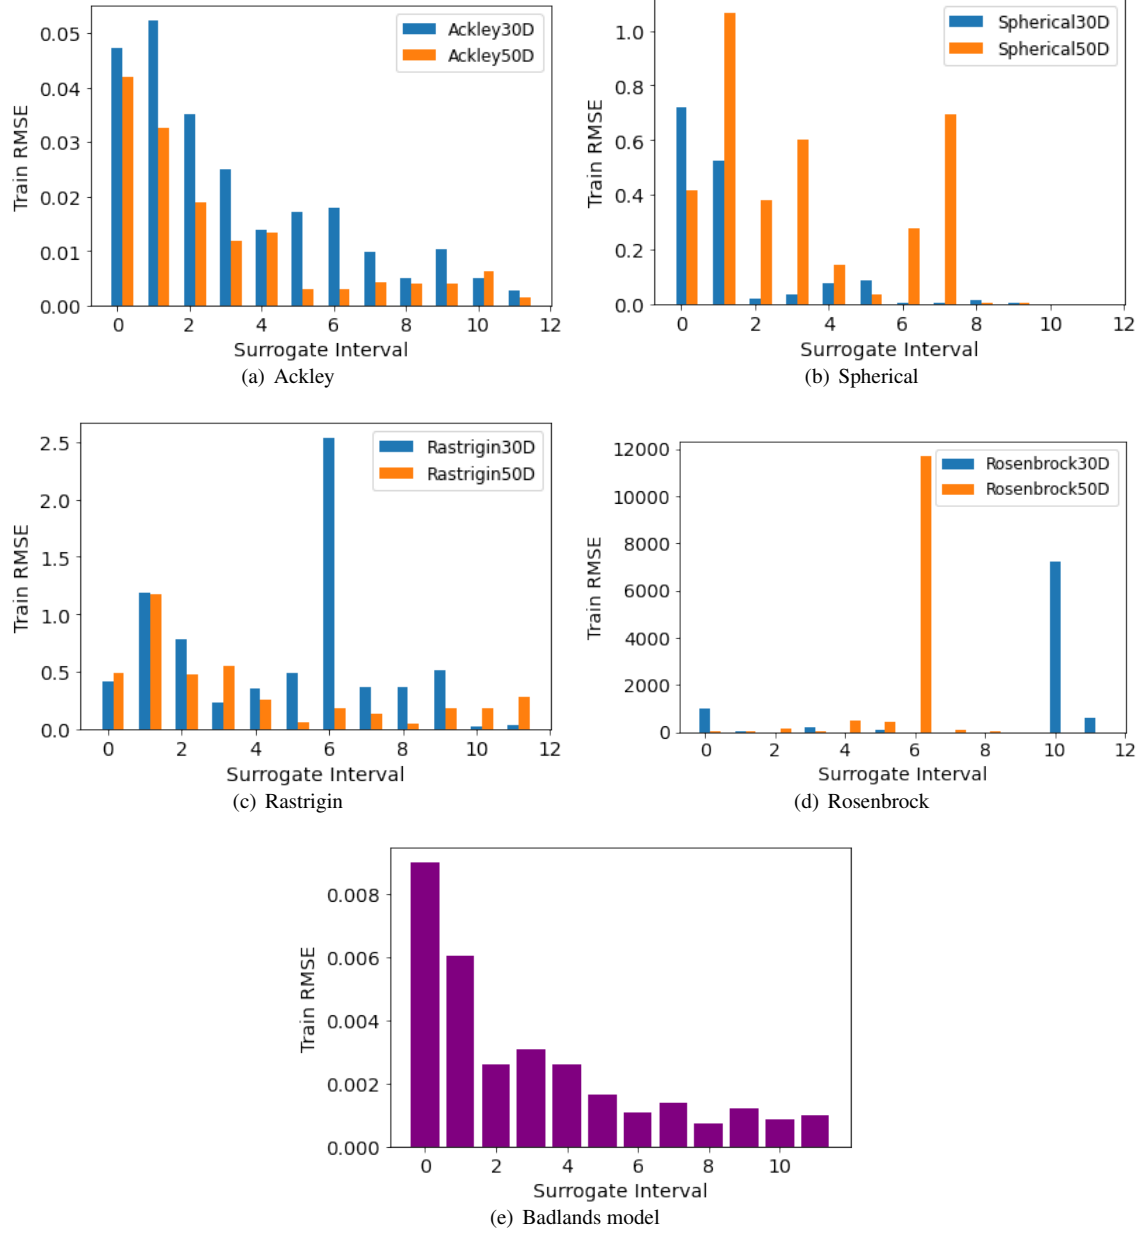 Ackley30D
Ackley50D
Train RMSE
0.05
0.04
0.03
0.02
0.01
0.00
0 2 4 6 8 10 12
Surrogate Interval
(a) Ackley
Spherical30D
Spherical50D
Train RMSE
1.0
0.8
0.6
0.4
0.2
0.0
0 2 4 6 8 10 12
Surrogate Interval
(b) Spherical
Rastrigin30D
Rastrigin50D
Train RMSE
2.5
2.0
1.5
1.0
0.5
0.0
0 2 4 6 8 10 12
Surrogate Interval
(c) Rastrigin
Rosenbrock30D
Rosenbrock50D
Train RMSE
12000
10000
8000
6000
4000
2000
0
0 2 4 6 8 10 12
Surrogate Interval
(d) Rosenbrock
Train RMSE
0.008
0.006
0.004
0.002
0.000
0 2 4 6 8 10
Surrogate Interval
(e) Badlands model